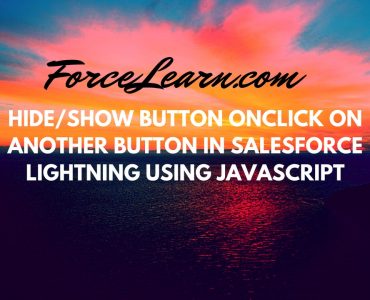 ForceLearn.com
HIDE/SHOW BUTTON ONCLICK ON
ANOTHER BUTTON IN SALESFORCE
LIGHTNING USING JAVASCRIPT